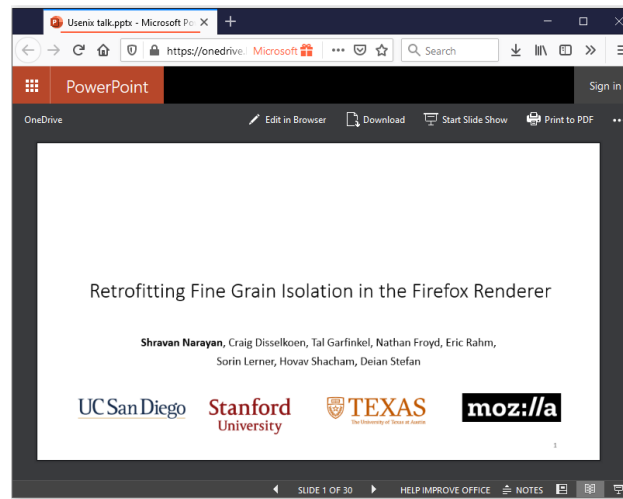 Usenix talk.pptx - Microsoft Po
https://onedrive. Microsoft
Search
PowerPoint
Sign in
OneDrive
Edit in Browser
Download
Start Slide Show
Print to PDF
Retrofitting Fine Grain Isolation in the Firefox Renderer
Shravan Narayan, Craig Disselkoen, Tal Garfinkel, Nathan Froyd, Eric Rahm,
Sorin Lerner, Hovav Shacham, Deian Stefan
UC San Diego
Stanford
University
TEXAS
The University of Texas at Austin
moz://a
1
SLIDE 1 OF 30
HELP IMPROVE OFFICE
NOTES